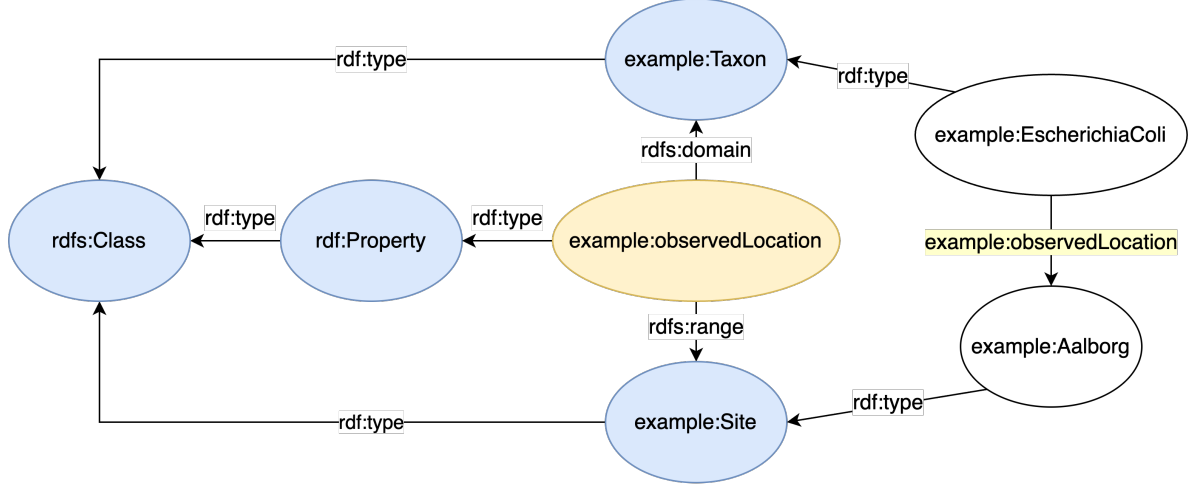 rdf:type
example:Taxon
rdf:type
example:EscherichiaColi
rdfs:domain
rdfs:Class
rdf:type
rdf:Property
rdf:type
example:observedLocation
example:observedLocation
rdfs:range
example:Aalborg
rdf:type
rdf:type
example:Site